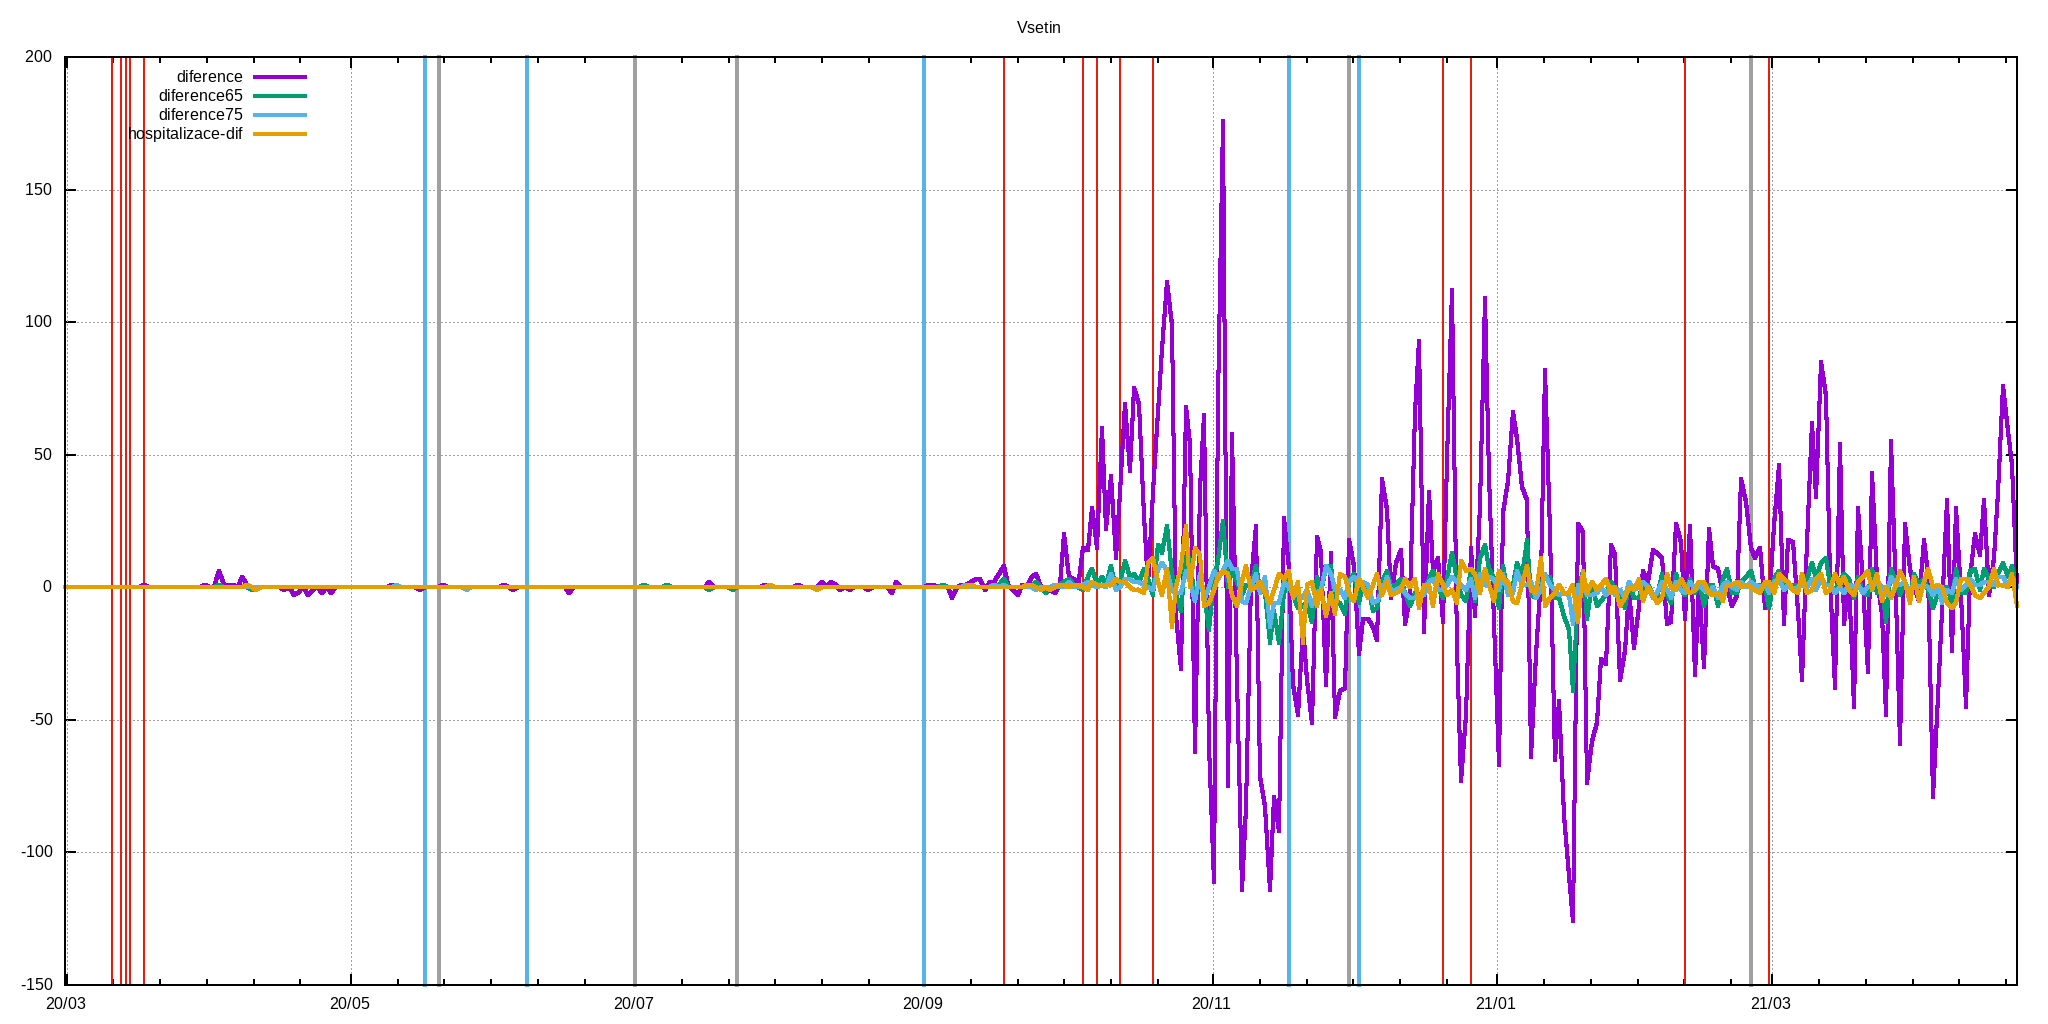 Vsetin
200
150
100
50
0
-50
-100
-150
diference
diference65
diference75
hospitalizace-dif
20/03 20/05 20/07 20/09 20/11 21/01 21/03